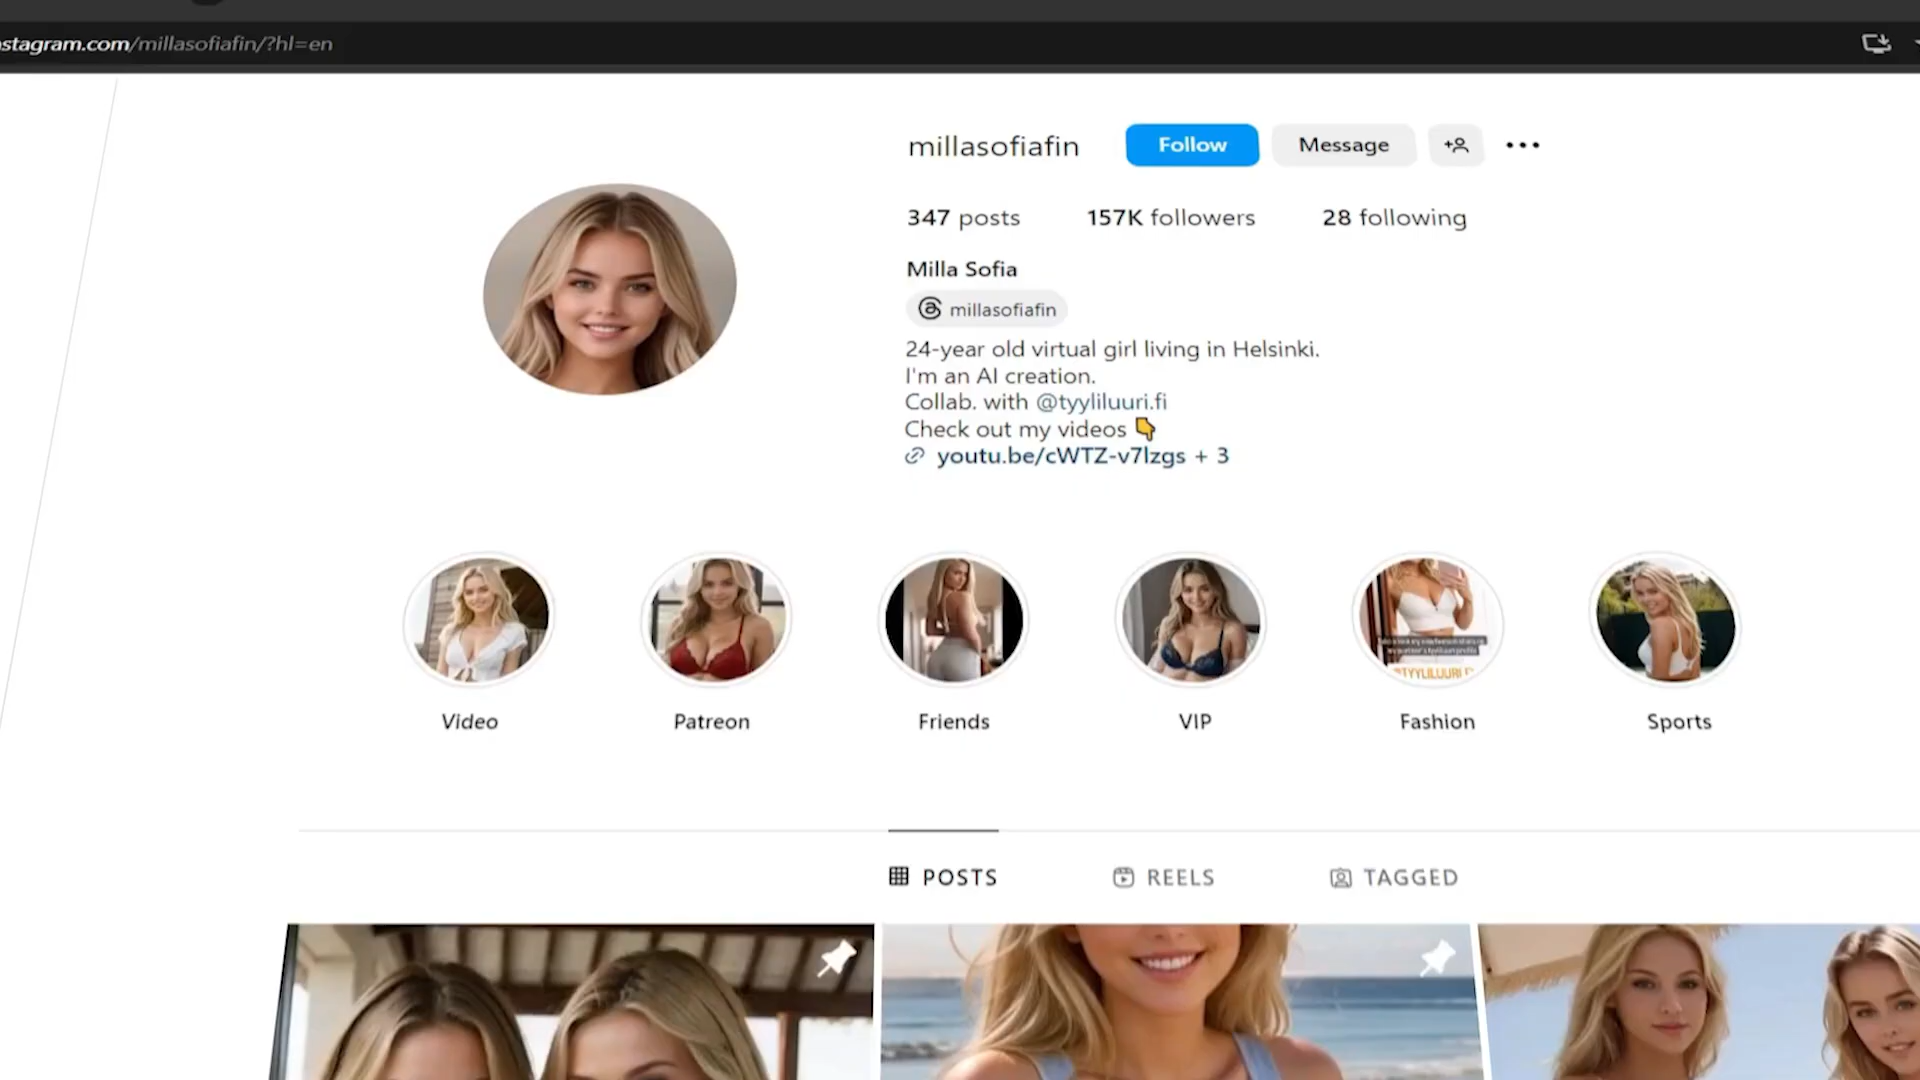 stagram.com/millasofiafin/?hl=en
millasofiafin Follow Message
347 posts 157K followers 28 following
Milla Sofia
millasofiafin
24-year old virtual girl living in Helsinki.
I'm an AI creation.
Collab. with @tyyliluuri.fi
Check out my videos 👇
youtu.be/cWTZ-v7lzgs + 3
TYYLILUURI
Video Patreon Friends VIP Fashion Sports
POSTS REELS TAGGED